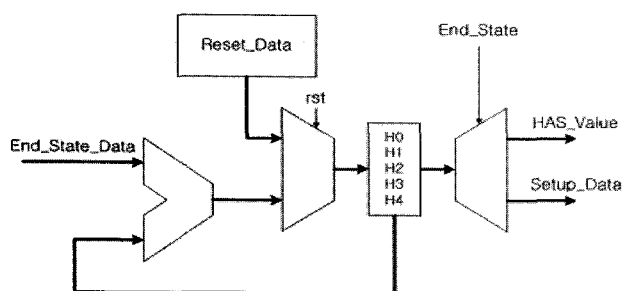 End_State
Reset_Data
rst
HAS_Value
H0
H1
H2
H3
H4
End_State_Data
Setup_Data